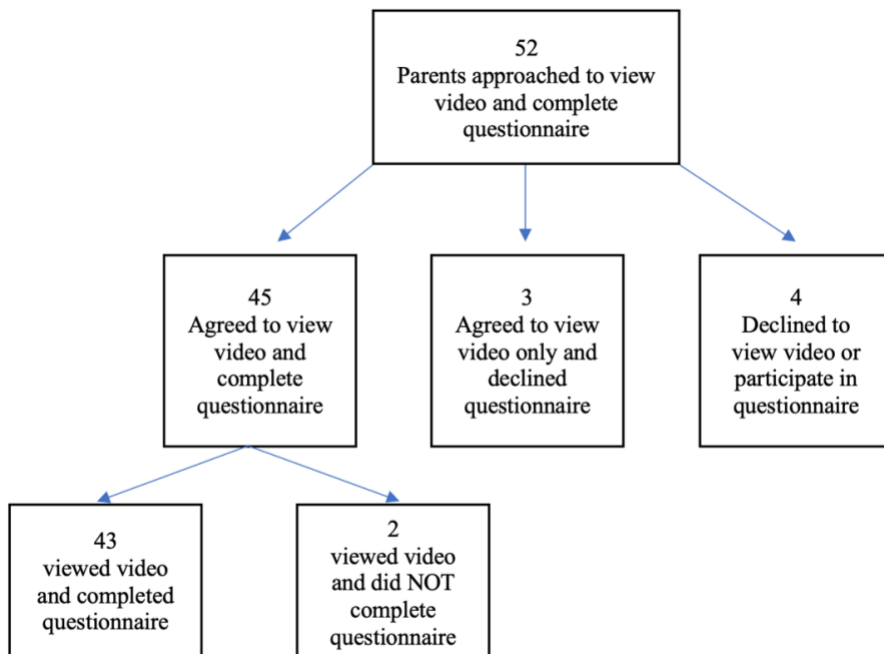 52
Parents approached to view
video and complete
questionnaire
45
Agreed to view
video and
complete
questionnaire
3
Agreed to view
video only and
declined
questionnaire
4
Declined to
view video or
participate in
questionnaire
43
viewed video
and completed
questionnaire
2
viewed video
and did NOT
complete
questionnaire